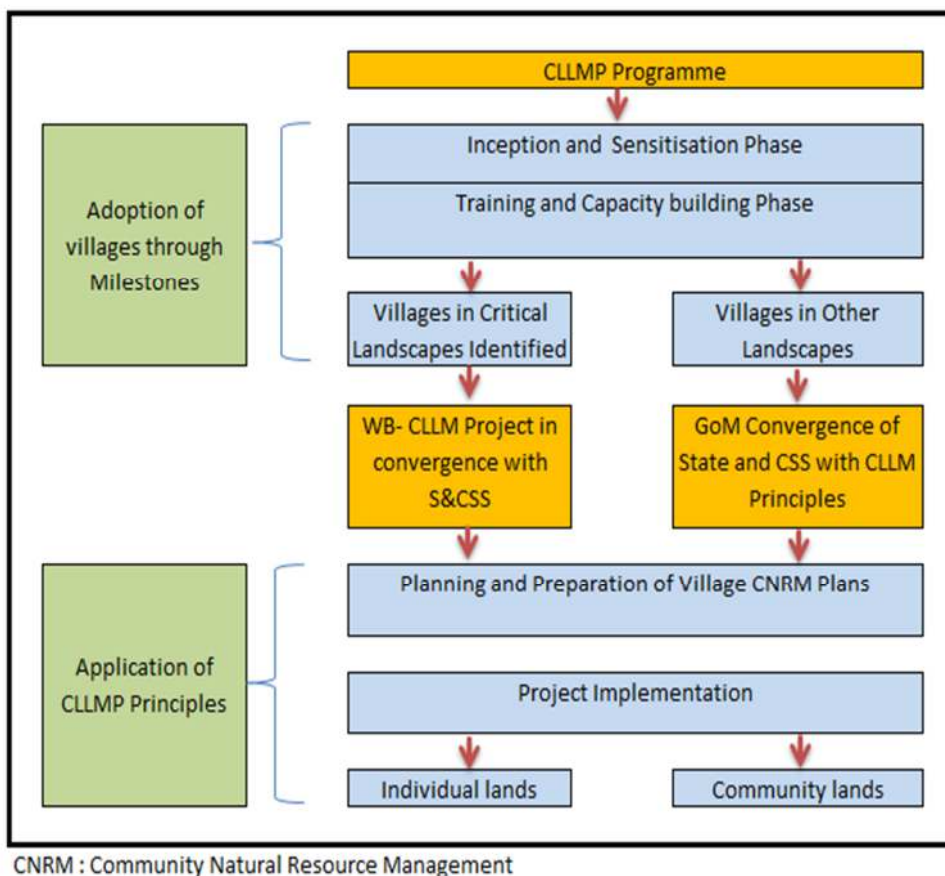 CLLMP Programme
Inception and Sensitisation Phase
Training and Capacity building Phase
Adoption of
villages through
Milestones
Villages in Critical
Landscapes Identified
Villages in Other
Landscapes
WB- CLLM Project in
convergence with
S&CSS
GoM Convergence of
State and CSS with CLLM
Principles
Planning and Preparation of Village CNRM Plans
Application of
CLLMP Principles
Project Implementation
Individual lands
Community lands
CNRM : Community Natural Resource Management